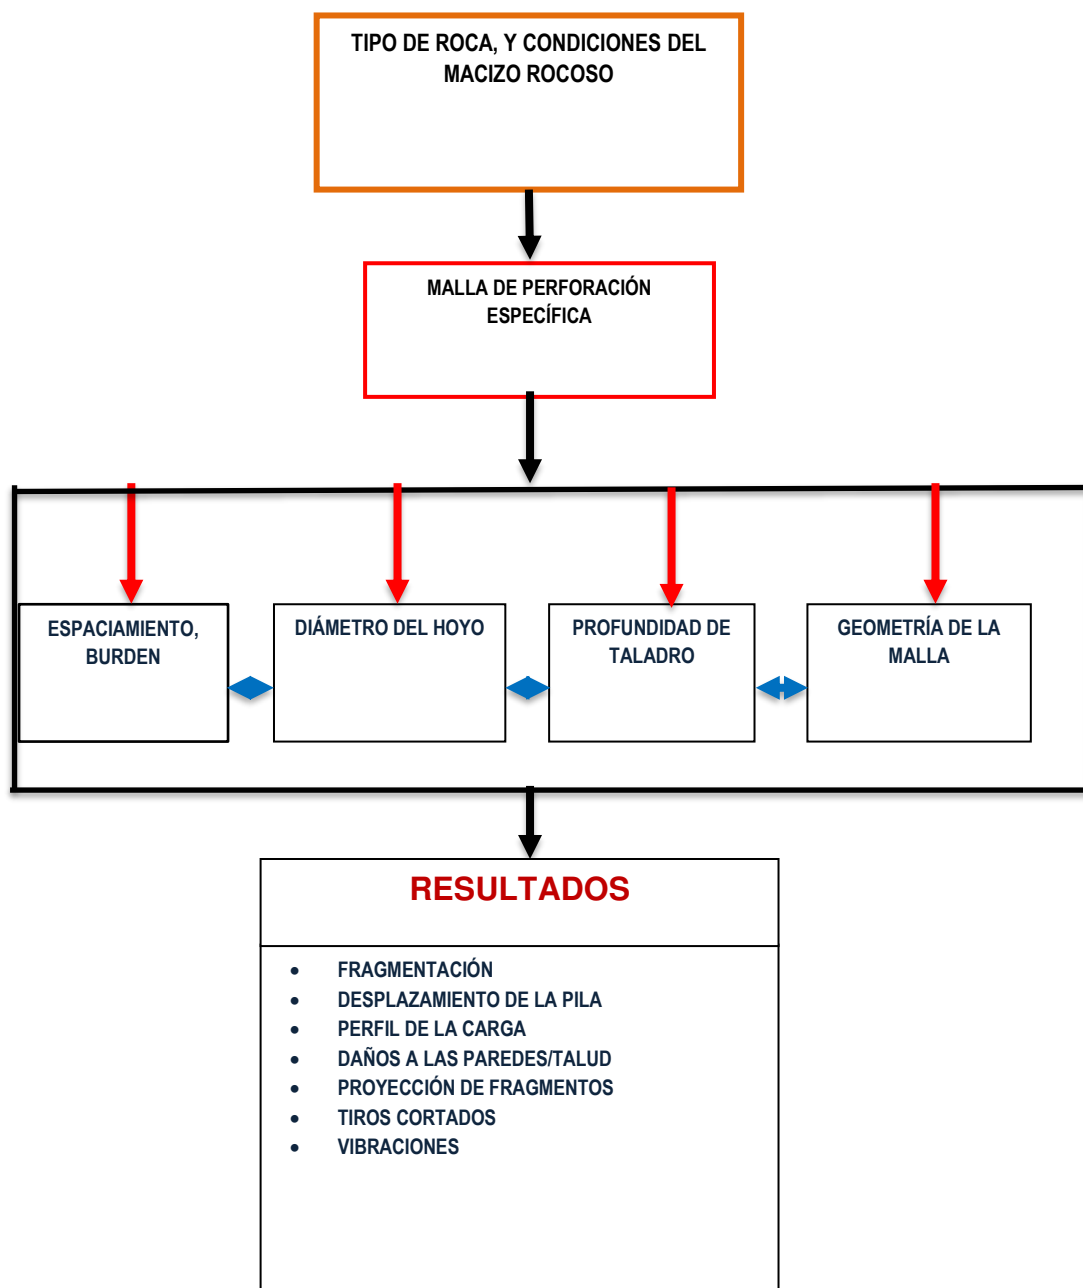 TIPO DE ROCA, Y CONDICIONES DEL
MACIZO ROCOSO
MALLA DE PERFORACIÓN
ESPECÍFICA
ESPACIAMIENTO,
BURDEN
DIÁMETRO DEL HOYO
PROFUNDIDAD DE
TALADRO
GEOMETRÍA DE LA
MALLA
RESULTADOS
• FRAGMENTACIÓN
• DESPLAZAMIENTO DE LA PILA
• PERFIL DE LA CARGA
• DAÑOS A LAS PAREDES/TALUD
• PROYECCIÓN DE FRAGMENTOS
• TIROS CORTADOS
• VIBRACIONES